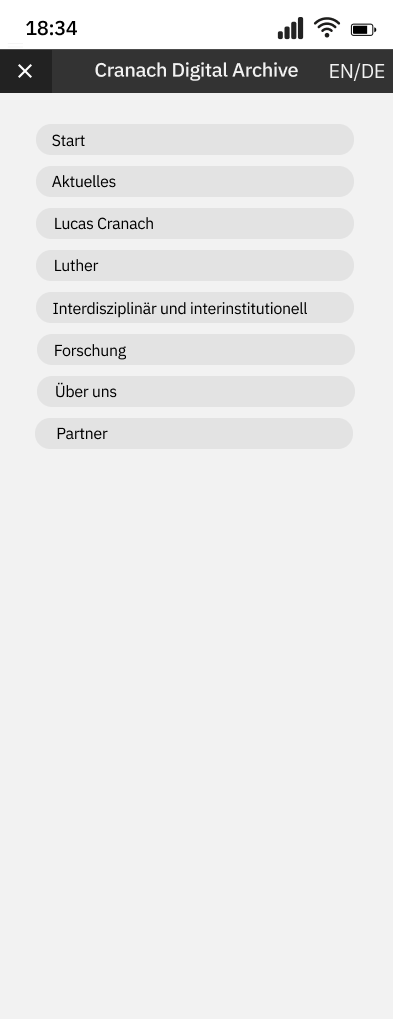 18:34
× Cranach Digital Archive EN/DE
Start
Aktuelles
Lucas Cranach
Luther
Interdisziplinär und interinstitutionell
Forschung
Über uns
Partner